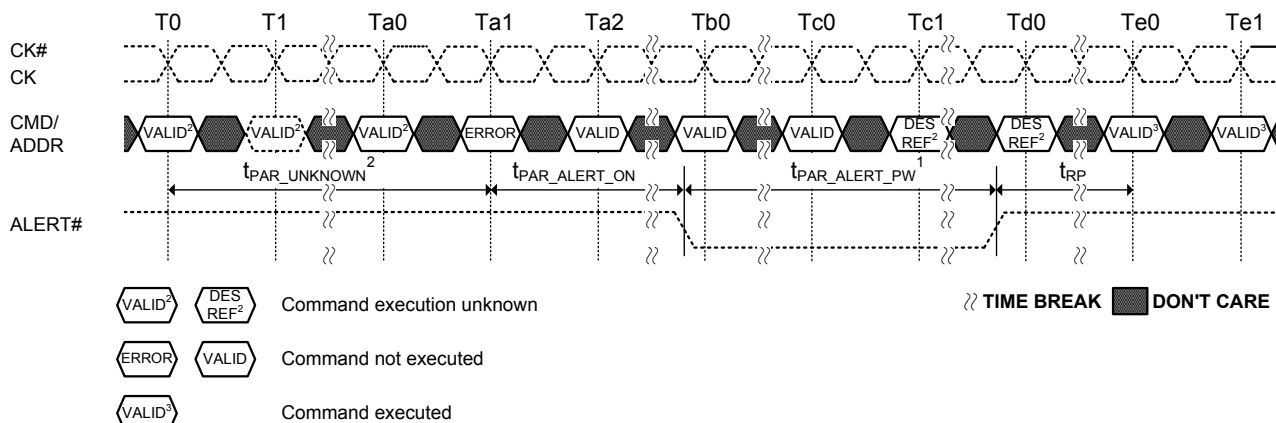 T0 T1 Ta0 Ta1 Ta2 Tb0 Tc0 Tc1 Td0 Te0 Te1
CK#
CK
CMD/
ADDR
VALID² VALID² VALID² ERROR VALID VALID VALID DES REF² DES REF² VALID³ VALID³
tPAR_UNKNOWN² tPAR_ALERT_ON tPAR_ALERT_PW¹ tRP
ALERT#
VALID² DES REF² Command execution unknown
TIME BREAK DON'T CARE
ERROR VALID Command not executed
VALID³ Command executed